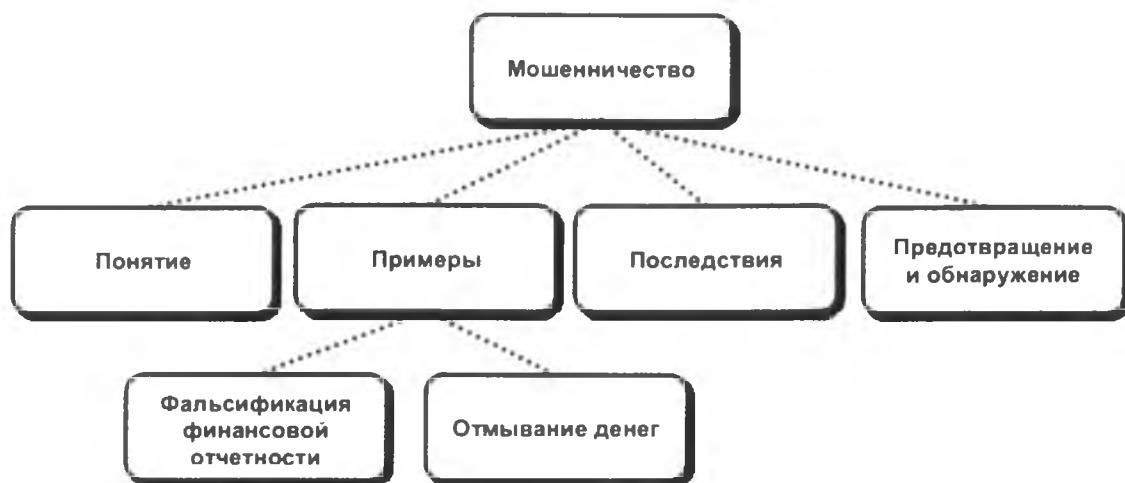 Мошенничество
Понятие
Примеры
Последствия
Предотвращение
и обнаружение
Фальсификация
финансовой
отчетности
Отмывание денег